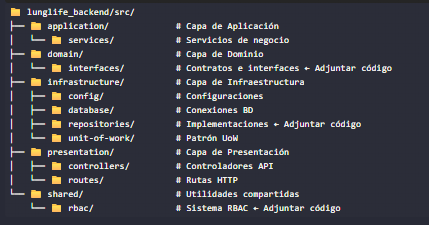 lunglife_backend/src/
├── application/ # Capa de Aplicación
│ └── services/ # Servicios de negocio
├── domain/ # Capa de Dominio
│ └── interfaces/ # Contratos e interfaces ← Adjuntar código
├── infrastructure/ # Capa de Infraestructura
│ ├── config/ # Configuraciones
│ ├── database/ # Conexiones BD
│ ├── repositories/ # Implementaciones ← Adjuntar código
│ └── unit-of-work/ # Patrón UoW
├── presentation/ # Capa de Presentación
│ ├── controllers/ # Controladores API
│ └── routes/ # Rutas HTTP
└── shared/ # Utilidades compartidas
└── rbac/ # Sistema RBAC ← Adjuntar código